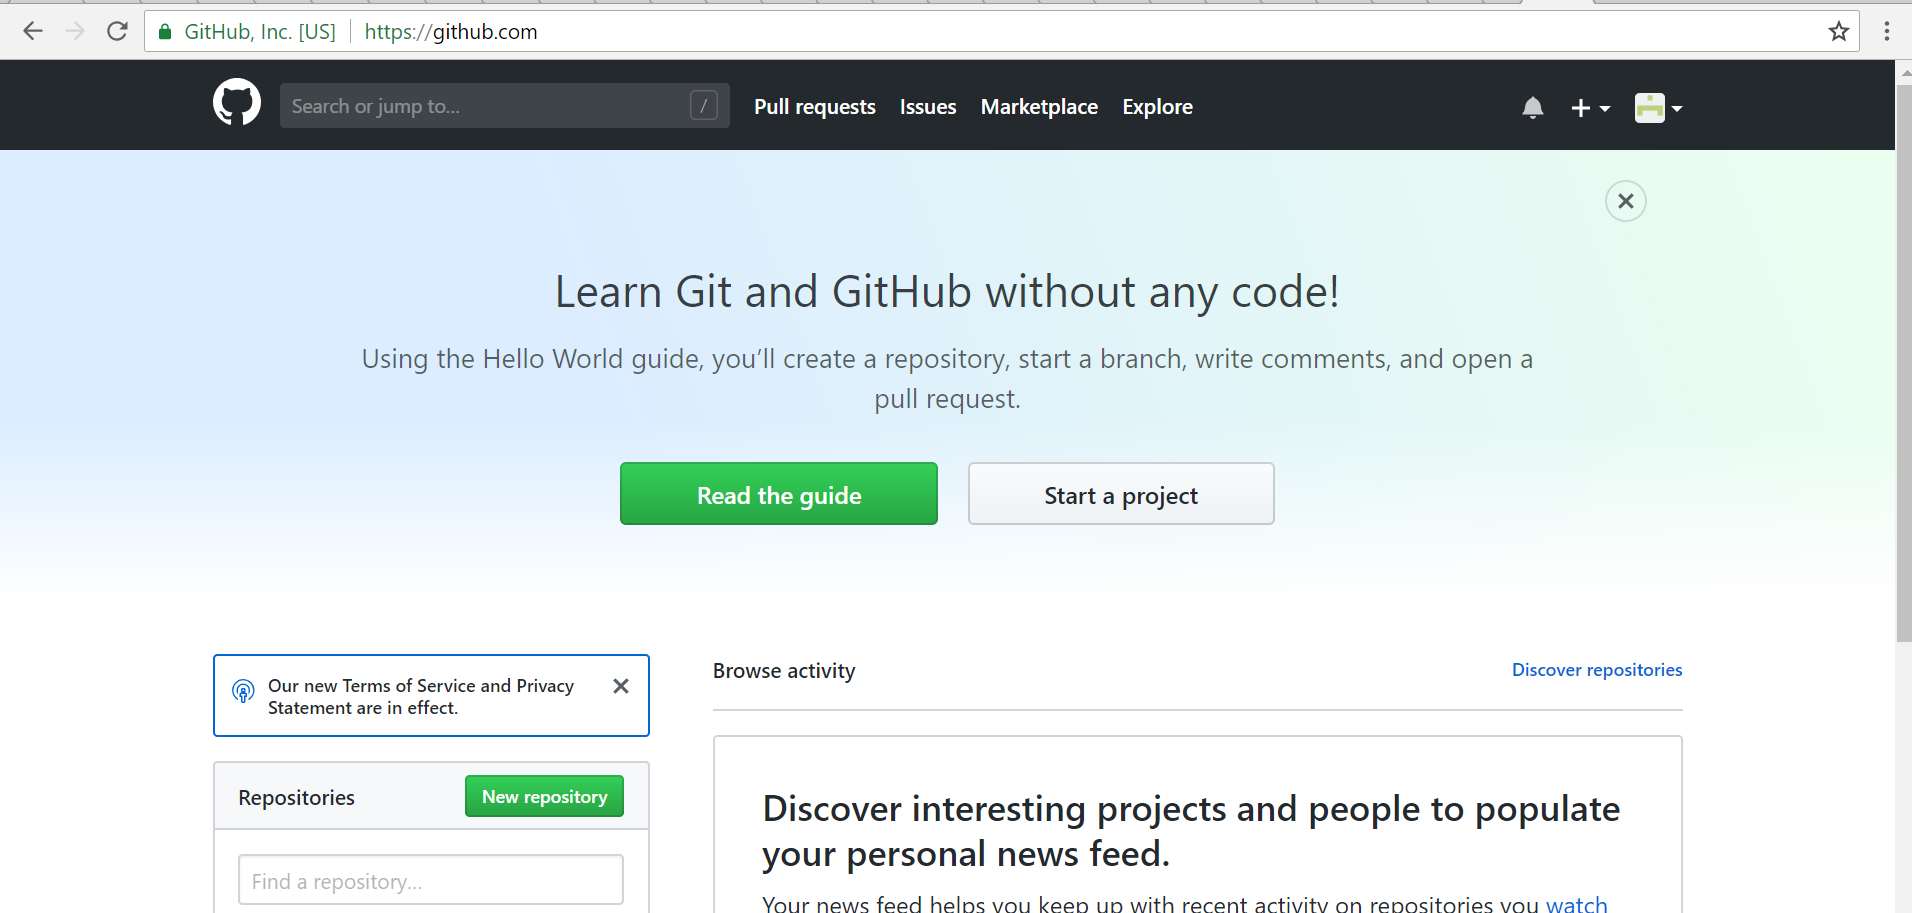 GitHub, Inc. [US] https://github.com
Search or jump to... / Pull requests Issues Marketplace Explore
Learn Git and GitHub without any code!
Using the Hello World guide, you’ll create a repository, start a branch, write comments, and open a
pull request.
Read the guide Start a project
Our new Terms of Service and Privacy
Statement are in effect.
Browse activity Discover repositories
Repositories New repository
Find a repository...
Discover interesting projects and people to populate
your personal news feed.
Your news feed helps you keep up with recent activity on repositories you watch